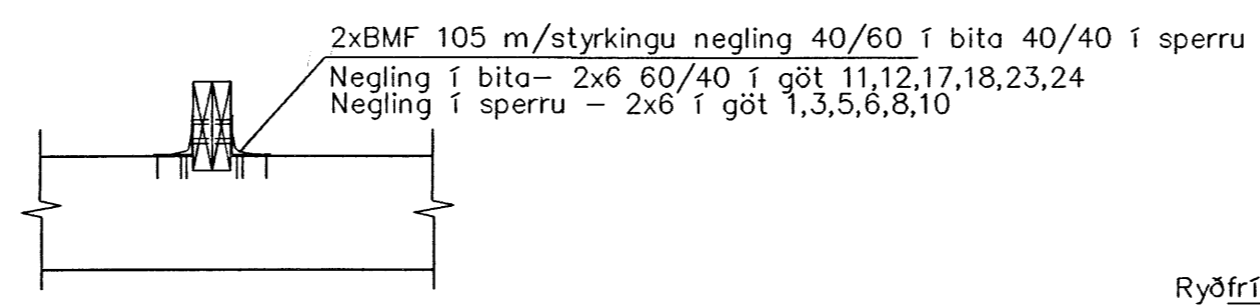 2xBMF 105 m/styrkingu negling 40/60 í bita 40/40 í sperru
Negling í bita– 2x6 60/40 í göt 11,12,17,18,23,24
Negling í sperru – 2x6 í göt 1,3,5,6,8,10
Ryðfrí